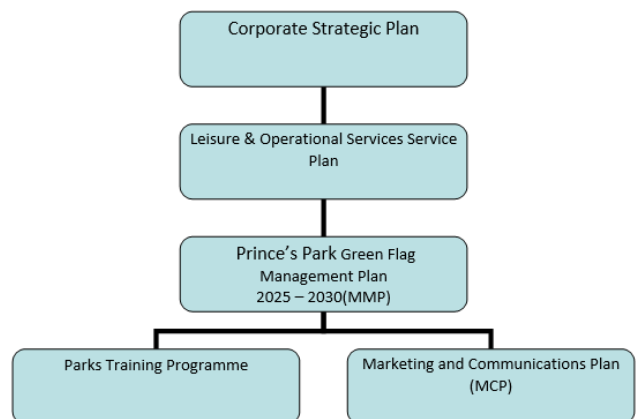 Corporate Strategic Plan
Leisure & Operational Services Service
Plan
Prince’s Park Green Flag
Management Plan
2025 – 2030(MMP)
Parks Training Programme
Marketing and Communications Plan
(MCP)